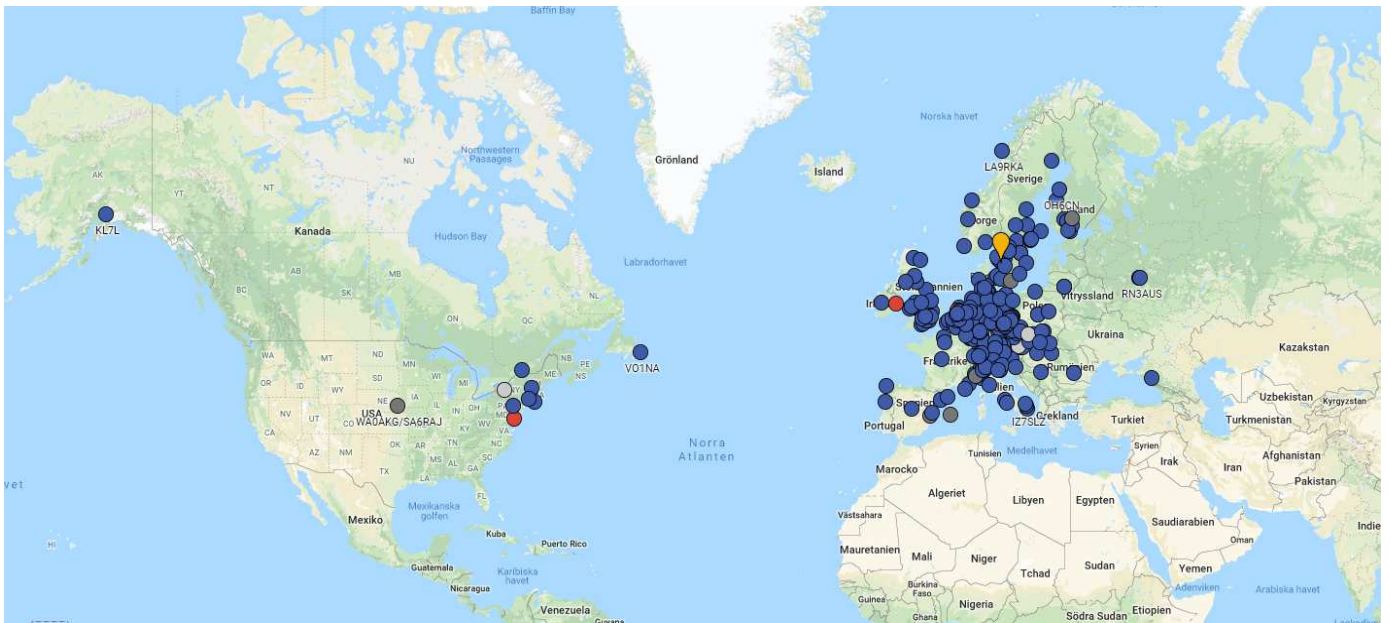 Baffin Bay
Norska havet
Northwestern
Passages
NU
Grönland
Island
LA9RKA
Sverige
AK
YT
NT
KL7L
OH6CN
Kanada
Hudson Bay
Labradorhavet
BC
AB
MB
SK
NL
ON
QC
RN3AUS
Vitryssland
Ukraina
Kazakstan
WA
MT
ND
MN
NB
PE
NS
ME
VO1NA
OR
ID
WY
SD
WI
MI
NE
IA
IL
IN
OH
NV
UT
CO
USA
WA0AKG/SA6RAJ
KS
MO
KY
WV
VA
AZ
NM
OK
AR
TN
NC
MS
AL
SC
TX
LA
GA
FL
Rumänien
Uzbekistan
Kyrgyzstan
Turkmenistan
Portugal
IZ7SLZ
Grekland
Turkiet
Norra
Atlanten
Medelhavet
Tunisien
Syrien
Irak
Iran
Afghanistan
Pakistan
Marocko
Algeriet
Libyen
Egypten
Västsahara
Saudiarabien
Oman
Indie
vet
HI
Mexiko
Mexikanska
golfen
Kuba
Puerto Rico
Mauretanien
Mali
Niger
Tchad
Sudan
Yemen
Adenviken
Arabiska havet
Guatemala
Nicaragua
Karibiska
havet
Venezuela
Guyana
Burkina
Faso
Guinea
Ghana
Nigeria
Södra Sudan
Etiopien